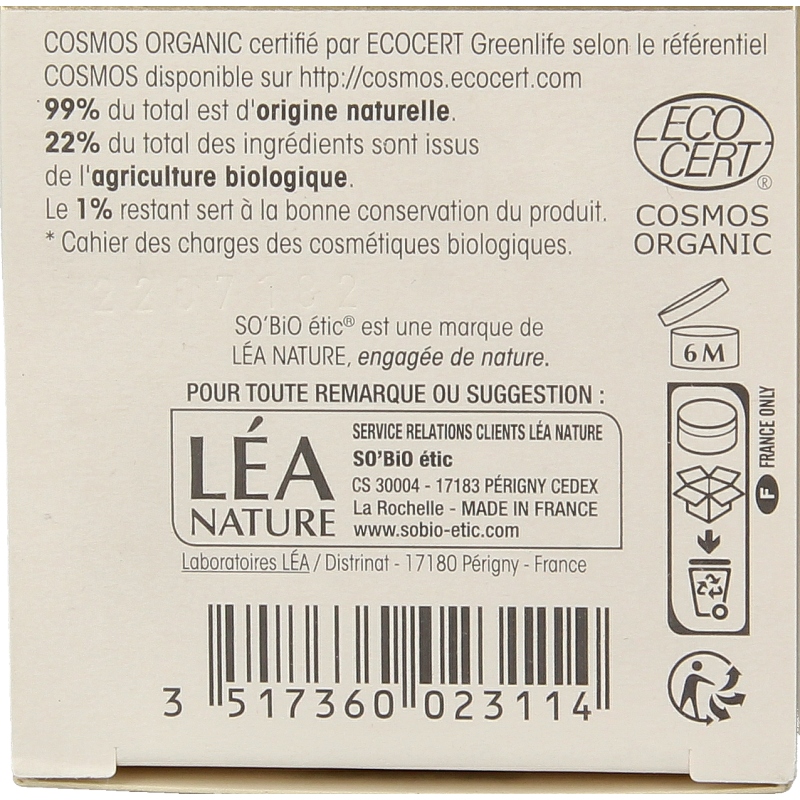 COSMOS ORGANIC certifié par ECOCERT Greenlife selon le référentiel
COSMOS disponible sur http://cosmos.ecocert.com
99% du total est d'origine naturelle.
22% du total des ingrédients sont issus
de l'agriculture biologique.
Le 1% restant sert à la bonne conservation du produit.
* Cahier des charges des cosmétiques biologiques.
ECO
CERT
®
COSMOS
ORGANIC
SO'BiO étic® est une marque de
LÉA NATURE, engagée de nature.
6 M
POUR TOUTE REMARQUE OU SUGGESTION :
LÉA
NATURE
SERVICE RELATIONS CLIENTS LÉA NATURE
SO'BiO étic
CS 30004 - 17183 PÉRIGNY CEDEX
La Rochelle - MADE IN FRANCE
www.sobio-etic.com
F FRANCE ONLY
Laboratoires LÉA / Distrinat - 17180 Périgny - France
3 517360 023114